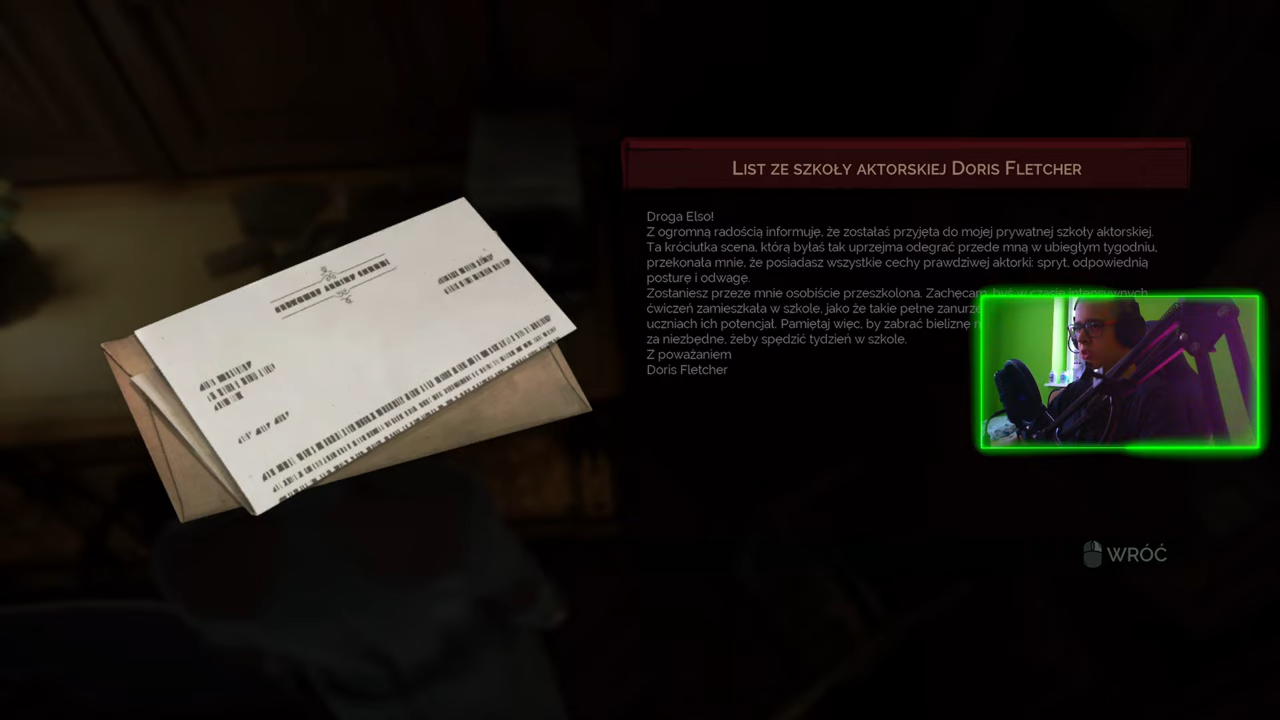 List ze szkoły aktorskiej Doris Fletcher
Droga Elso!
Z ogromną radością informuję, że zostałaś przyjęta do mojej prywatnej szkoły aktorskiej.
Ta króciutka scena, którą byłaś tak uprzejma odegrać przede mną w ubiegłym tygodniu,
przekonała mnie, że posiadasz wszystkie cechy prawdziwej aktorki: spryt, odpowiednią
posturę i odwagę.
Zostaniesz przeze mnie osobiście przeszkolona. Zachęcam, byś w czasie intensywnych
ćwiczeń zamieszkała w szkole, jako że takie pełne
uczniach ich potencjał. Pamiętaj więc, by zabrać bieliznę
za niezbędne, żeby spędzić tydzień w szkole.
Z poważaniem
Doris Fletcher
WRÓĆ